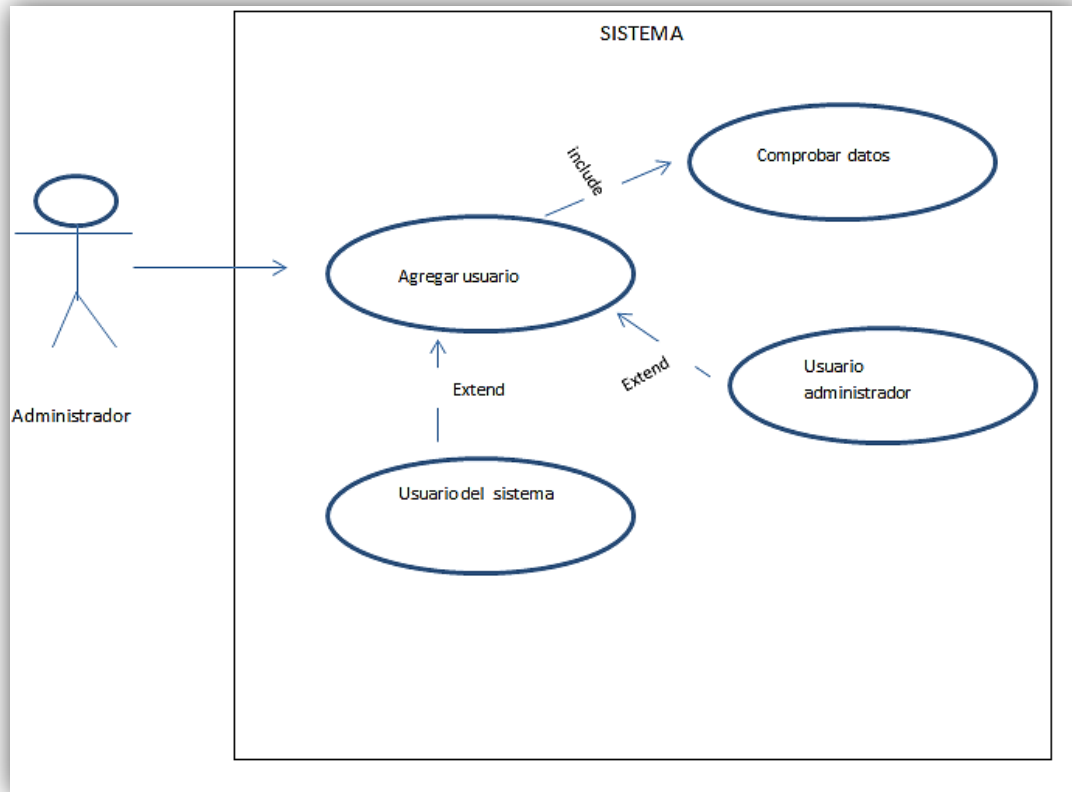 SISTEMA
Comprobar datos
include
Agregar usuario
Usuario
administrador
Extend
Extend
Administrador
Usuario del sistema